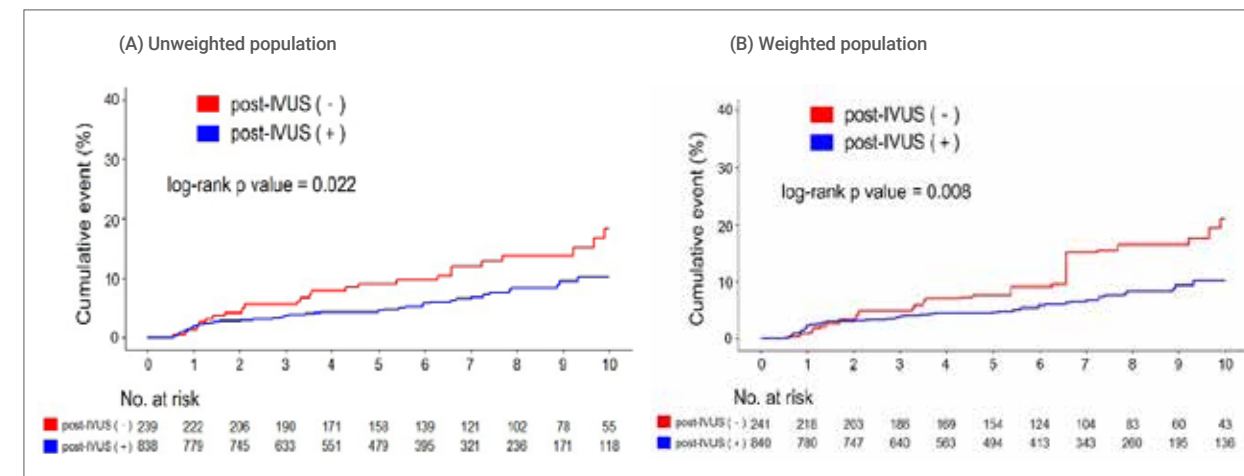 (A) Unweighted population
40
30
20
10
0
Cumulative event (%)
post-IVUS ( - )
post-IVUS ( + )
log-rank p value = 0.022
0 1 2 3 4 5 6 7 8 9 10
No. at risk
post-IVUS ( - ) 239 222 206 190 171 158 139 121 102 78 55
post-IVUS ( + ) 838 779 745 633 551 479 395 321 236 171 118
(B) Weighted population
40
30
20
10
0
Cumulative event (%)
post-IVUS ( - )
post-IVUS ( + )
log-rank p value = 0.008
0 1 2 3 4 5 6 7 8 9 10
No. at risk
post-IVUS ( - ) 241 218 203 186 169 154 124 104 83 60 43
post-IVUS ( + ) 840 780 747 640 563 494 413 343 260 195 136